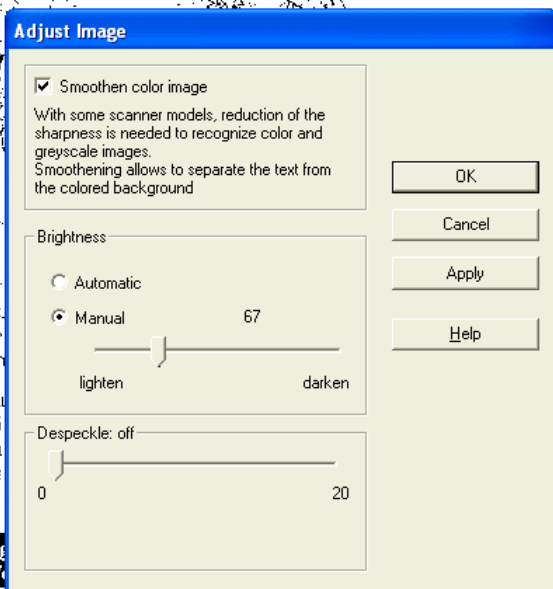 Adjust Image
Smoothen color image
With some scanner models, reduction of the
sharpness is needed to recognize color and
greyscale images.
Smoothening allows to separate the text from
the colored background
OK
Cancel
Apply
Help
Brightness
Automatic
Manual 67
lighten darken
Despeckle: off
0 20